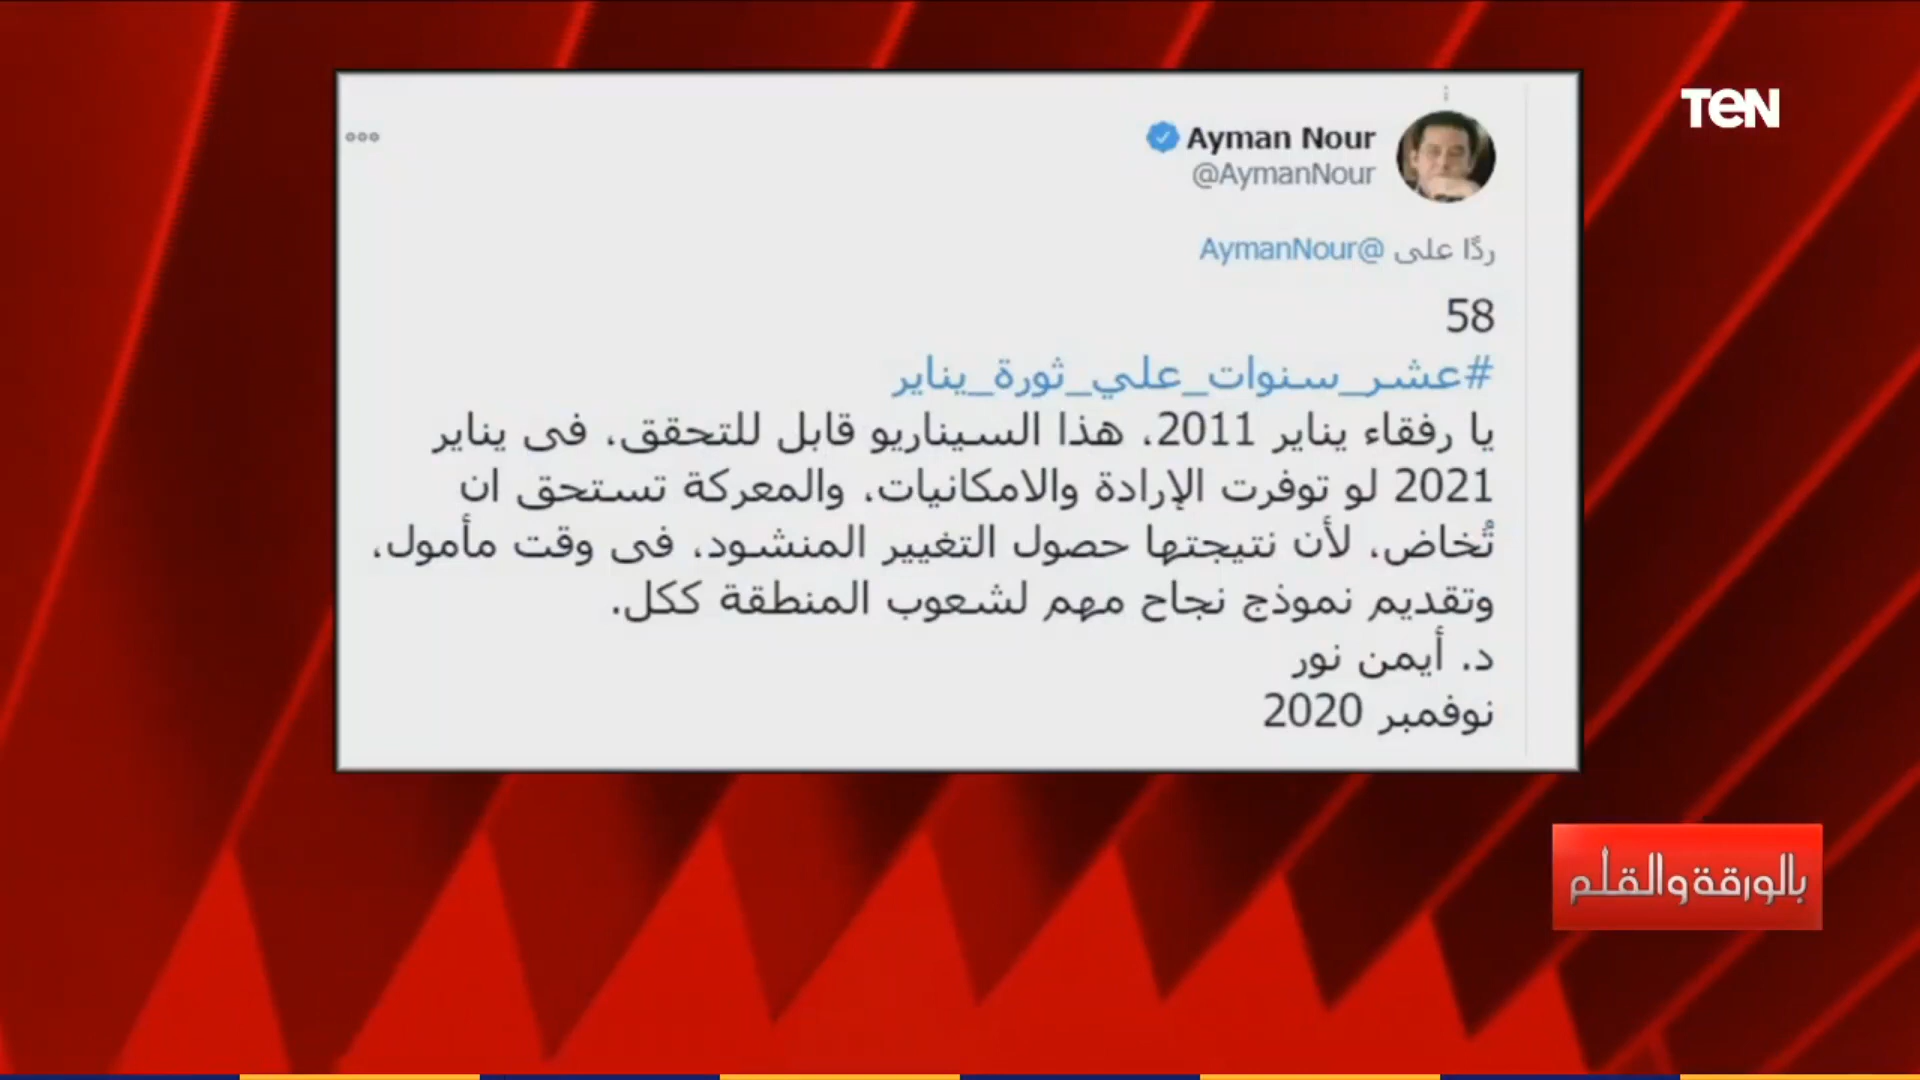 TEN
Ayman Nour
@AymanNour
ردًا على @AymanNour
58
#عشر_سنوات_علي_ثورة_يناير
يا رفقاء يناير 2011، هذا السيناريو قابل للتحقق، فى يناير
2021 لو توفرت الإرادة والامكانيات، والمعركة تستحق ان
تُخاض، لأن نتيجتها حصول التغيير المنشود، فى وقت مأمول،
وتقديم نموذج نجاح مهم لشعوب المنطقة ككل.
د. أيمن نور
نوفمبر 2020
بالورقة والقلم